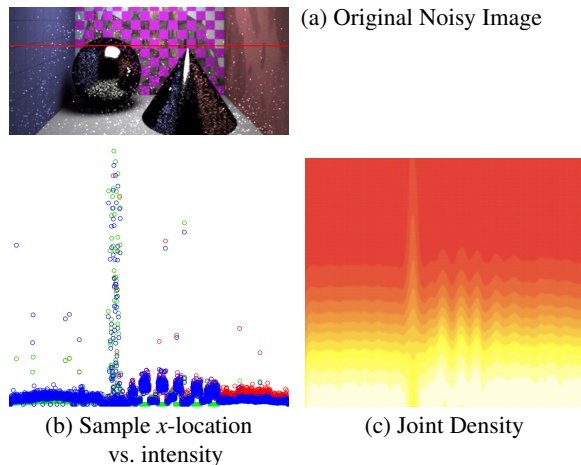 (a) Original Noisy Image
(b) Sample x-location
vs. intensity
(c) Joint Density